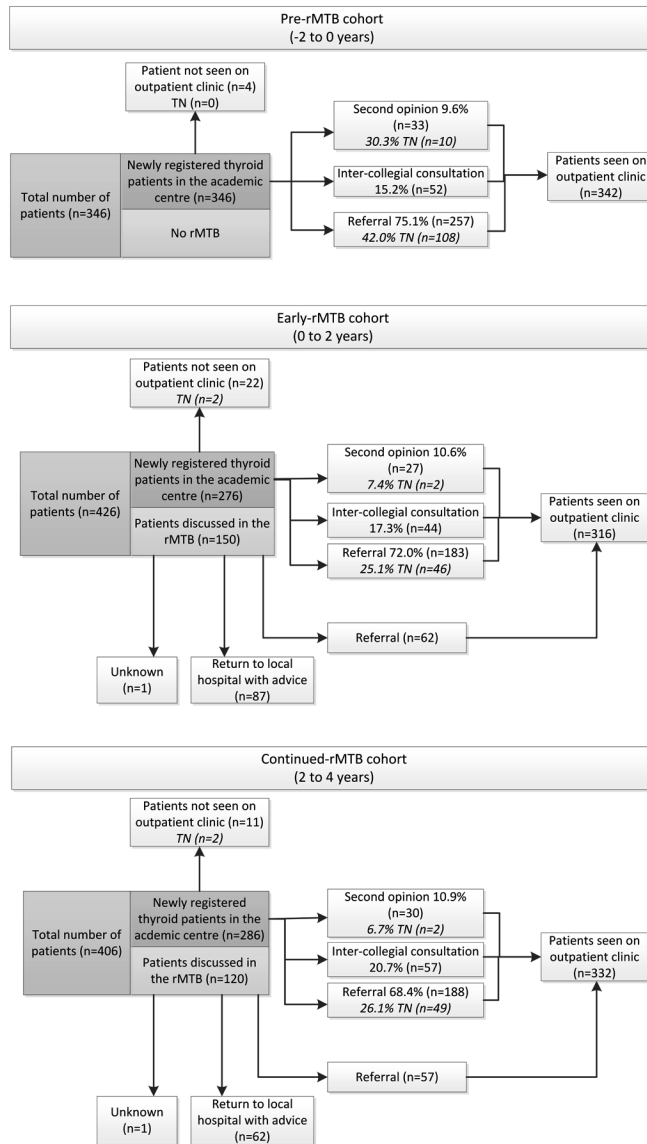 Pre-rMTB cohort
(-2 to 0 years)
Patient not seen on
outpatient clinic (n=4)
TN (n=0)
Second opinion 9.6%
(n=33)
30.3% TN (n=10)
Total number of
patients (n=346)
Newly registered thyroid
patients in the academic
centre (n=346)
No rMTB
Inter-collegial consultation
15.2% (n=52)
Referral 75.1% (n=257)
42.0% TN (n=108)
Patients seen on
outpatient clinic
(n=342)
Early-rMTB cohort
(0 to 2 years)
Patients not seen on
outpatient clinic (n=22)
TN (n=2)
Total number of
patients (n=426)
Newly registered thyroid
patients in the academic
centre (n=276)
Patients discussed in the
rMTB (n=150)
Second opinion 10.6%
(n=27)
7.4% TN (n=2)
Inter-collegial consultation
17.3% (n=44)
Referral 72.0% (n=183)
25.1% TN (n=46)
Patients seen on
outpatient clinic
(n=316)
Referral (n=62)
Unknown
(n=1)
Return to local
hospital with advice
(n=87)
Continued-rMTB cohort
(2 to 4 years)
Patients not seen on
outpatient clinic (n=11)
TN (n=2)
Total number of
patients (n=406)
Newly registered
thyroid patients in the
acdemic centre (n=286)
Patients discussed in
the rMTB (n=120)
Second opinion 10.9%
(n=30)
6.7% TN (n=2)
Inter-collegial consultation
20.7% (n=57)
Referral 68.4% (n=188)
26.1% TN (n=49)
Patients seen on
outpatient clinic
(n=332)
Referral (n=57)
Unknown
(n=1)
Return to local
hospital with advice
(n=62)